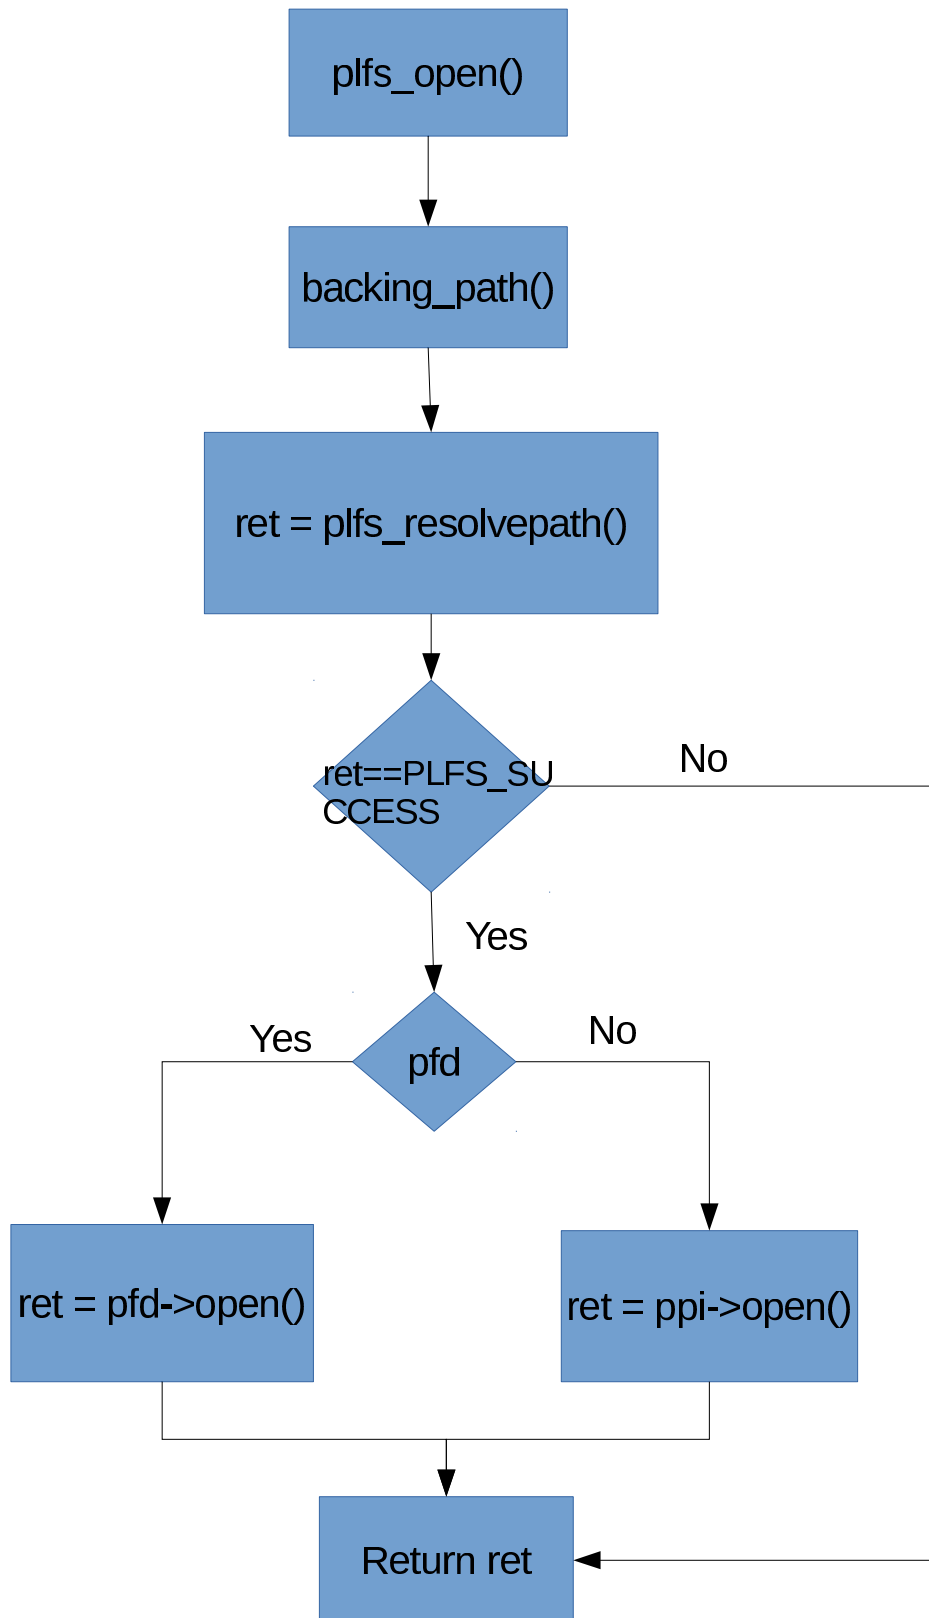 plfs_open()
backing_path()
ret = plfs_resolvepath()
ret==PLFS_SU
CCESS
No
Yes
pfd
Yes
No
ret = pfd->open()
ret = ppi->open()
Return ret